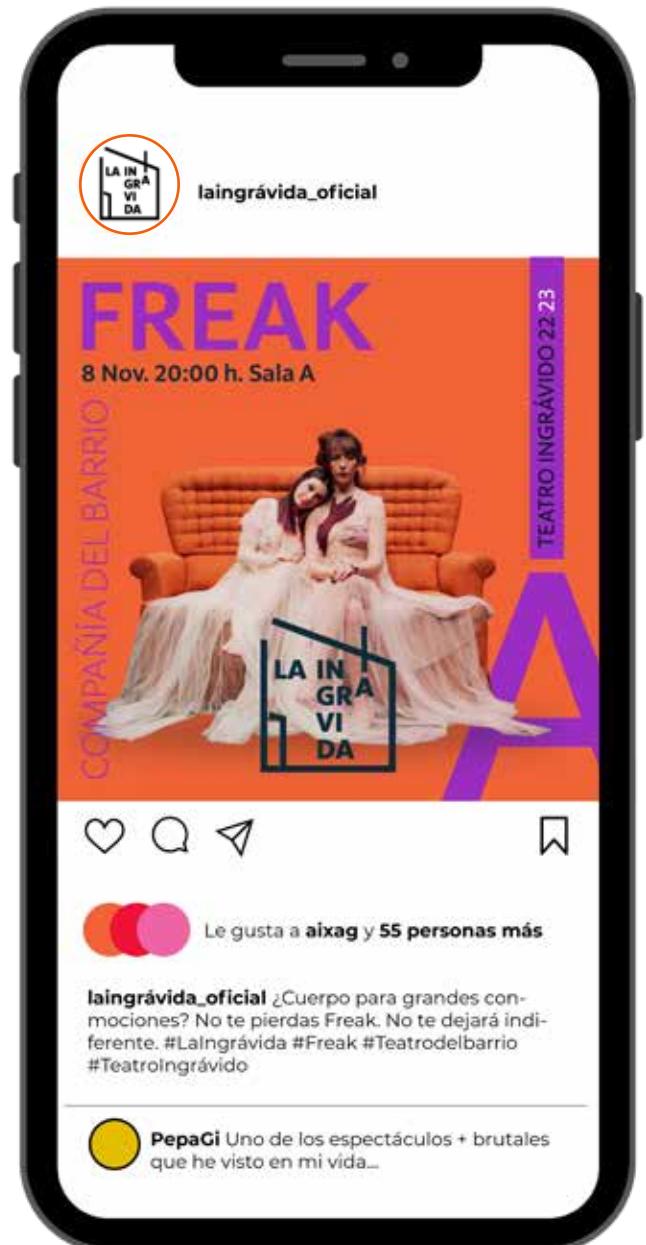 LA IN
GRA
VI
DA
laingrávida_oficial
FREAK
8 Nov. 20:00 h. Sala A
COMPAÑÍA DEL BARRIO
TEATRO INGRÁVIDO 22 23
A
LA IN
GRA
VI
DA
Le gusta a aixag y 55 personas más
laingrávida_oficial ¿Cuerpo para grandes con-
mociones? No te pierdas Freak. No te dejará indi-
ferente. #LaIngrávida #Freak #Teatrodelbarrio
#TeatroIngrávido
PepaGi Uno de los espectáculos + brutales
que he visto en mi vida...